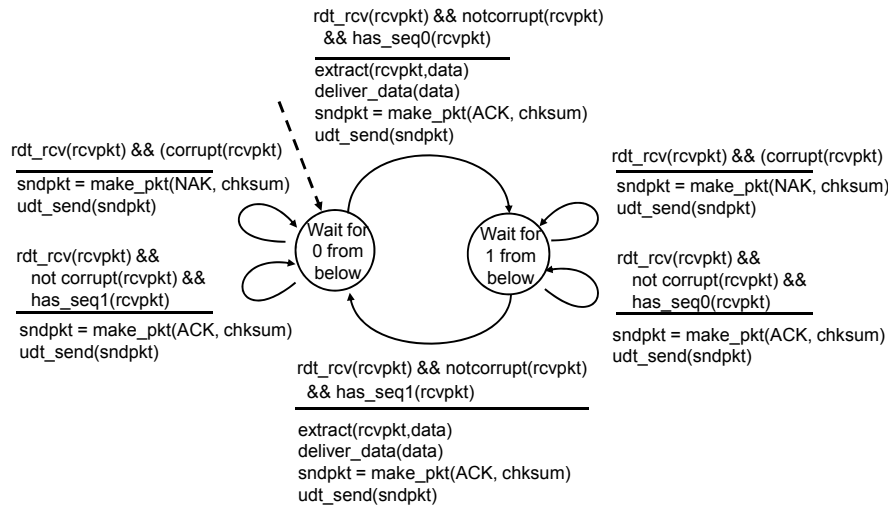 rdt_rcv(rcvpkt) && notcorrupt(rcvpkt)
&& has_seq0(rcvpkt)
extract(rcvpkt,data)
deliver_data(data)
sndpkt = make_pkt(ACK, chksum)
udt_send(sndpkt)
rdt_rcv(rcvpkt) && (corrupt(rcvpkt)
sndpkt = make_pkt(NAK, chksum)
udt_send(sndpkt)
rdt_rcv(rcvpkt) &&
not corrupt(rcvpkt) &&
has_seq1(rcvpkt)
sndpkt = make_pkt(ACK, chksum)
udt_send(sndpkt)
Wait for
0 from
below
Wait for
1 from
below
rdt_rcv(rcvpkt) && (corrupt(rcvpkt)
sndpkt = make_pkt(NAK, chksum)
udt_send(sndpkt)
rdt_rcv(rcvpkt) &&
not corrupt(rcvpkt) &&
has_seq0(rcvpkt)
sndpkt = make_pkt(ACK, chksum)
udt_send(sndpkt)
rdt_rcv(rcvpkt) && notcorrupt(rcvpkt)
&& has_seq1(rcvpkt)
extract(rcvpkt,data)
deliver_data(data)
sndpkt = make_pkt(ACK, chksum)
udt_send(sndpkt)